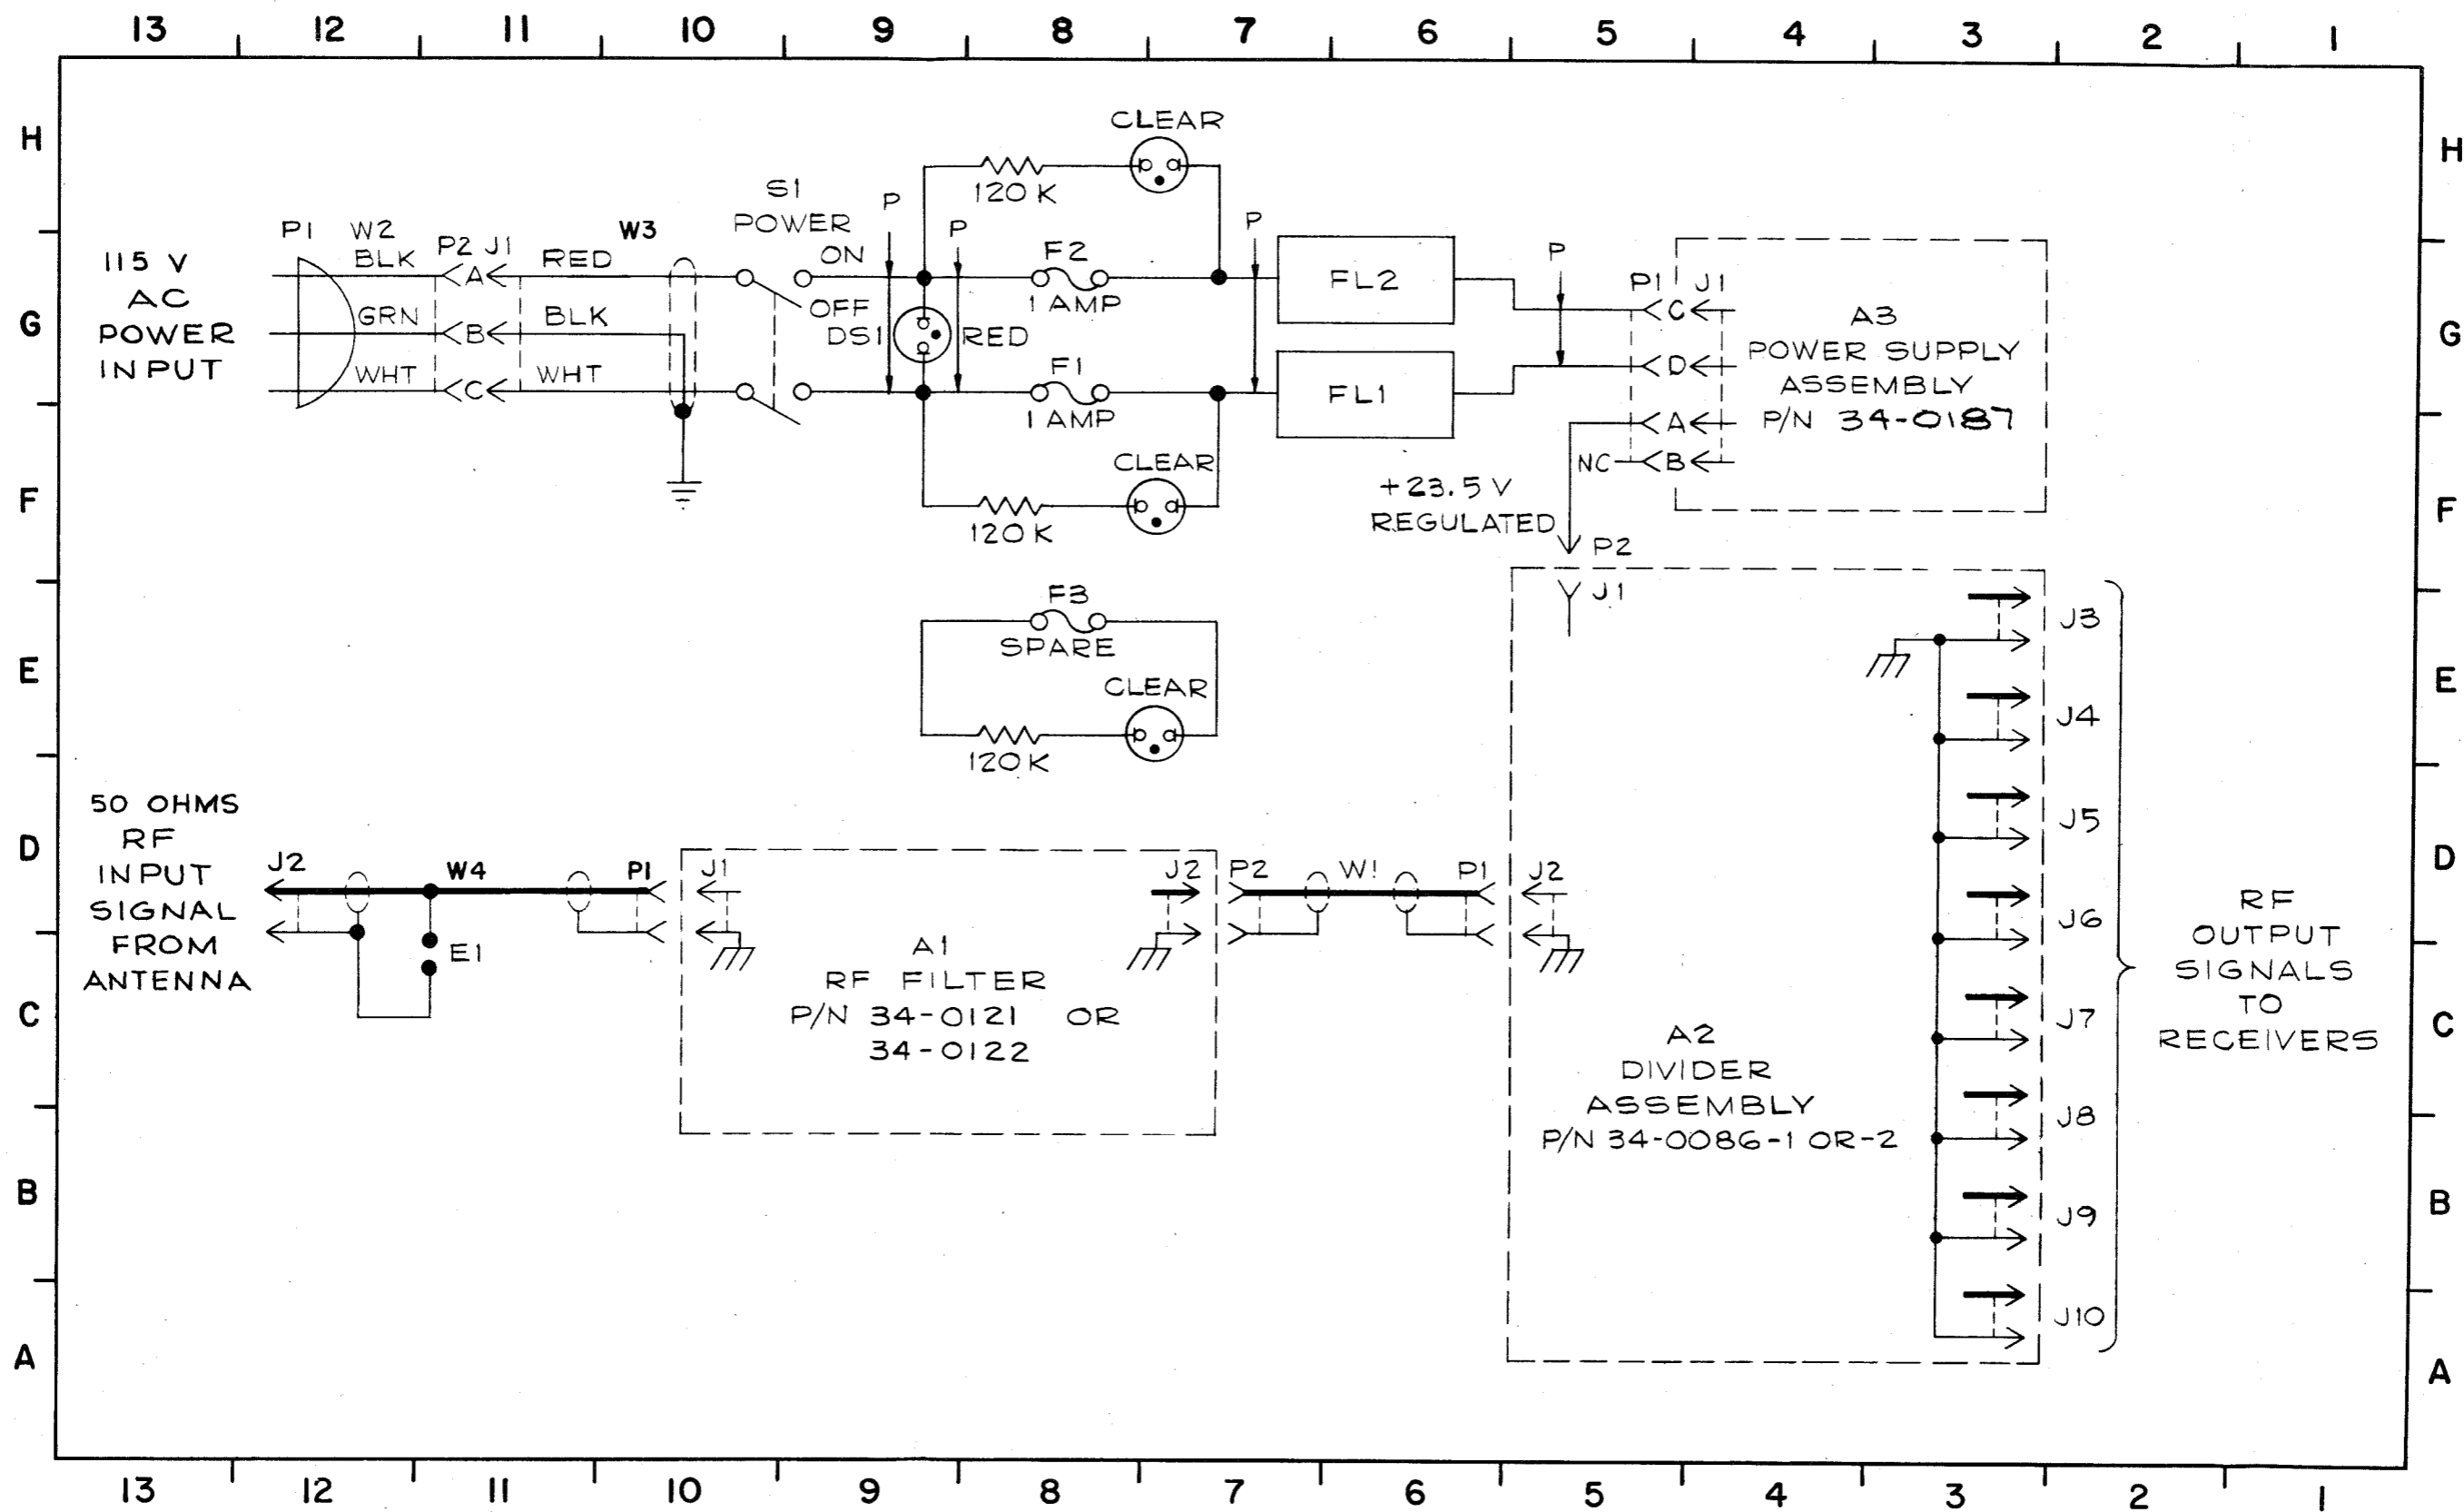 13 12 11 10 9 8 7 6 5 4 3 2 1
H
G
F
E
D
C
B
A
H
G
F
E
D
C
B
A
115 V
AC
POWER
INPUT
P1
W2
BLK
GRN
WHT
P2 J1
A
B
C
RED
BLK
WHT
W3
S1
POWER
ON
OFF
P
P
DS1
RED
120 K
CLEAR
F2
1 AMP
F1
1 AMP
CLEAR
120 K
P
FL2
FL1
P
P1 J1
C
D
A
NC B
A3
POWER SUPPLY
ASSEMBLY
P/N 34-0187
+23.5 V
REGULATED
P2
J1
F3
SPARE
CLEAR
120 K
50 OHMS
RF
INPUT
SIGNAL
FROM
ANTENNA
J2
W4
P1
E1
J1
J2
A1
RF FILTER
P/N 34-0121 OR
34-0122
P2
W!
P1
J2
A2
DIVIDER
ASSEMBLY
P/N 34-0086-1 OR-2
J3
J4
J5
J6
J7
J8
J9
J10
RF
OUTPUT
SIGNALS
TO
RECEIVERS
13 12 11 10 9 8 7 6 5 4 3 2 1